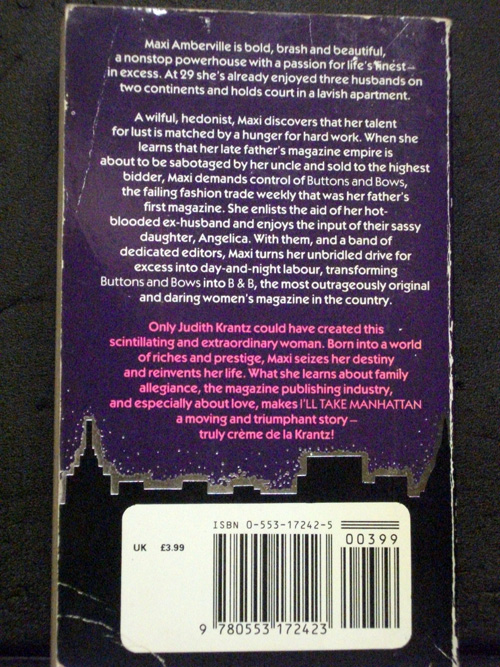 Maxi Amberville is bold, brash and beautiful,
a nonstop powerhouse with a passion for life's finest –
in excess. At 29 she's already enjoyed three husbands on
two continents and holds court in a lavish apartment.
A wilful, hedonist, Maxi discovers that her talent
for lust is matched by a hunger for hard work. When she
learns that her late father's magazine empire is
about to be sabotaged by her uncle and sold to the highest
bidder, Maxi demands control of Buttons and Bows,
the failing fashion trade weekly that was her father's
first magazine. She enlists the aid of her hot-
blooded ex-husband and enjoys the input of their sassy
daughter, Angelica. With them, and a band of
dedicated editors, Maxi turns her unbridled drive for
excess into day-and-night labour, transforming
Buttons and Bows into B & B, the most outrageously original
and daring women's magazine in the country.
Only Judith Krantz could have created this
scintillating and extraordinary woman. Born into a world
of riches and prestige, Maxi seizes her destiny
and reinvents her life. What she learns about family
allegiance, the magazine publishing industry,
and especially about love, makes I'LL TAKE MANHATTAN
a moving and triumphant story –
truly crème de la Krantz!
ISBN 0-553-17242-5
UK £3.99
00399
9 780553 172423